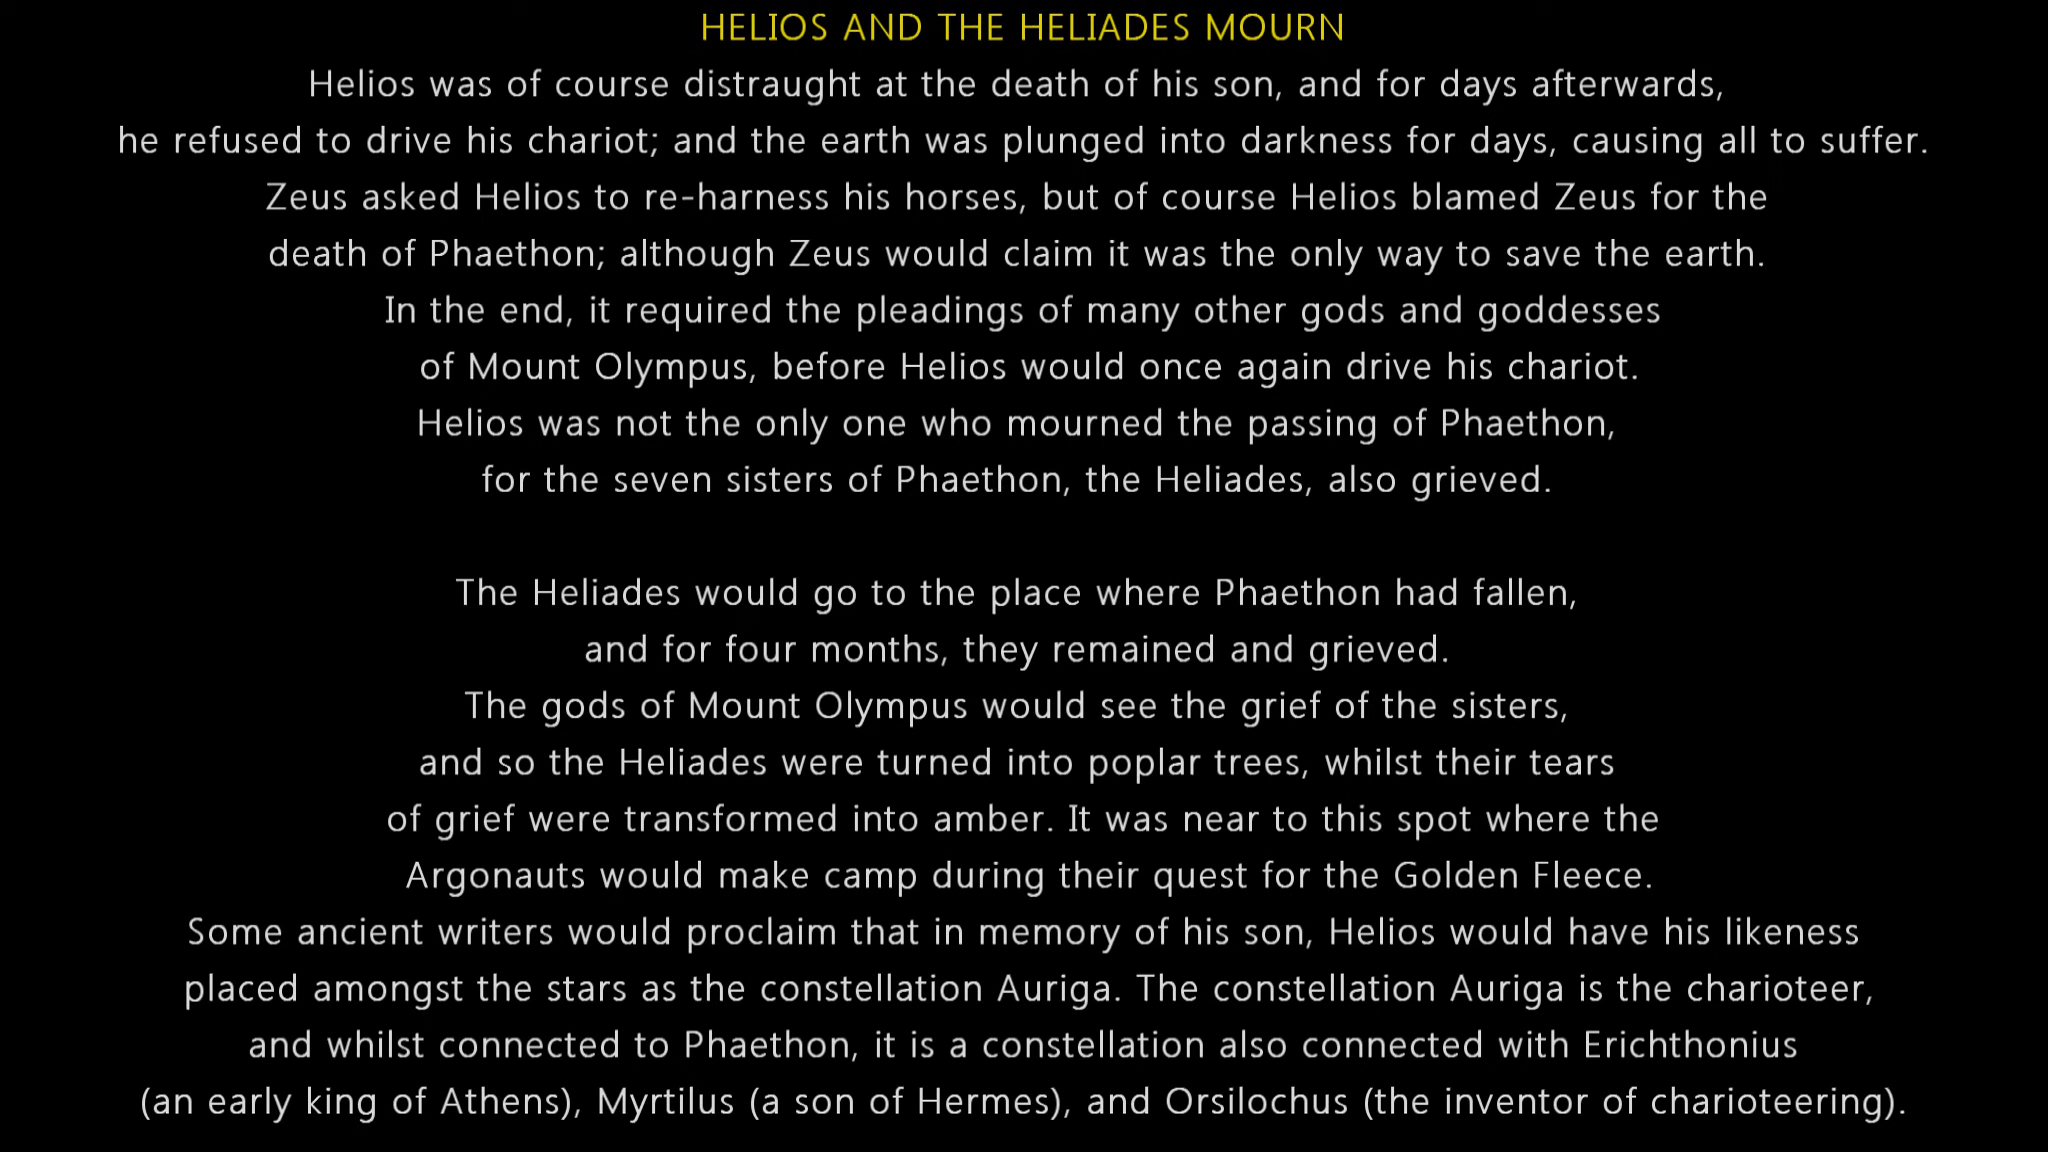 HELIOS AND THE HELIADES MOURN
Helios was of course distraught at the death of his son, and for days afterwards,
he refused to drive his chariot; and the earth was plunged into darkness for days, causing all to suffer.
Zeus asked Helios to re-harness his horses, but of course Helios blamed Zeus for the
death of Phaethon; although Zeus would claim it was the only way to save the earth.
In the end, it required the pleadings of many other gods and goddesses
of Mount Olympus, before Helios would once again drive his chariot.
Helios was not the only one who mourned the passing of Phaethon,
for the seven sisters of Phaethon, the Heliades, also grieved.
The Heliades would go to the place where Phaethon had fallen,
and for four months, they remained and grieved.
The gods of Mount Olympus would see the grief of the sisters,
and so the Heliades were turned into poplar trees, whilst their tears
of grief were transformed into amber. It was near to this spot where the
Argonauts would make camp during their quest for the Golden Fleece.
Some ancient writers would proclaim that in memory of his son, Helios would have his likeness
placed amongst the stars as the constellation Auriga. The constellation Auriga is the charioteer,
and whilst connected to Phaethon, it is a constellation also connected with Erichthonius
(an early king of Athens), Myrtilus (a son of Hermes), and Orsilochus (the inventor of charioteering).